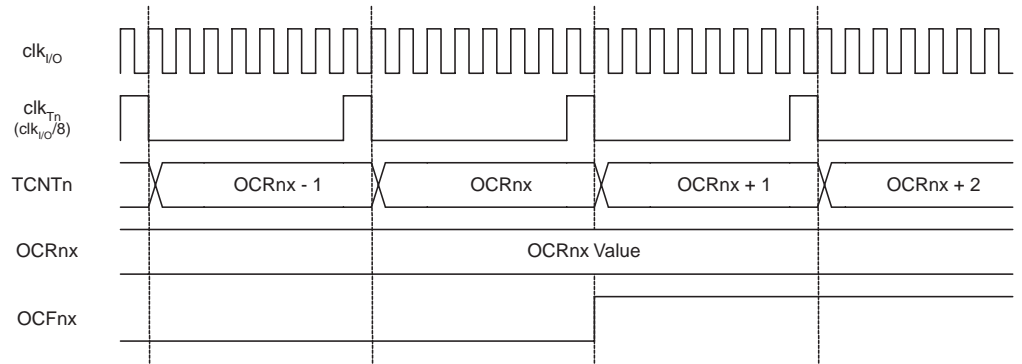 clkI/O
clkTn
(clkI/O/8)
TCNTn
OCRnx - 1
OCRnx
OCRnx + 1
OCRnx + 2
OCRnx
OCRnx Value
OCFnx